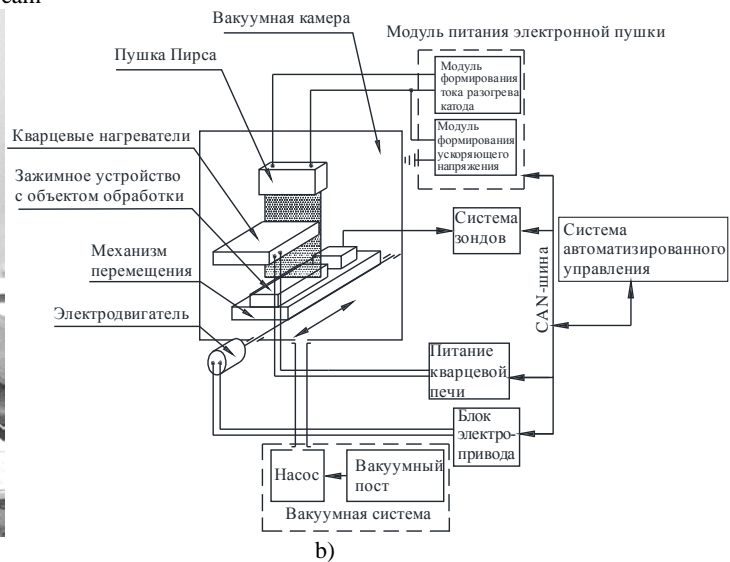 Вакуумная камера
Модуль питания электронной пушки
Пушка Пирса
Модуль
формирования
тока разогрева
катода
Кварцевые нагреватели
Модуль
формирования
ускоряющего
напряжения
Зажимное устройство
с объектом обработки
Система
зондов
Система
автоматизированного
управления
Механизм
перемещения
CAN-шина
Электродвигатель
Питание
кварцевой
печи
Блок
электро-
привода
Насос
Вакуумный
пост
Вакуумная система
b)